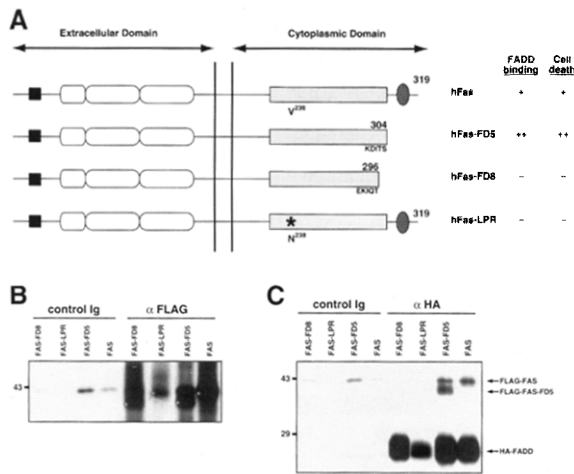 A
Extracellular Domain
Cytoplasmic Domain
FADD binding
Cell death
319
hFas + +
V238
304
hFas-FD5 ++ ++
KDITS
296
hFas-FD8 – –
EKIQT
319
hFas-LPR – –
*
N238
B
control Ig
α FLAG
FAS-FD8 FAS-LPR FAS-FD5 FAS FAS-FD8 FAS-LPR FAS-FD5 FAS
43
C
control Ig
α HA
FAS-FD8 FAS-LPR FAS-FD5 FAS FAS-FD8 FAS-LPR FAS-FD5 FAS
43
FLAG-FAS
FLAG-FAS-FD5
29
HA-FADD